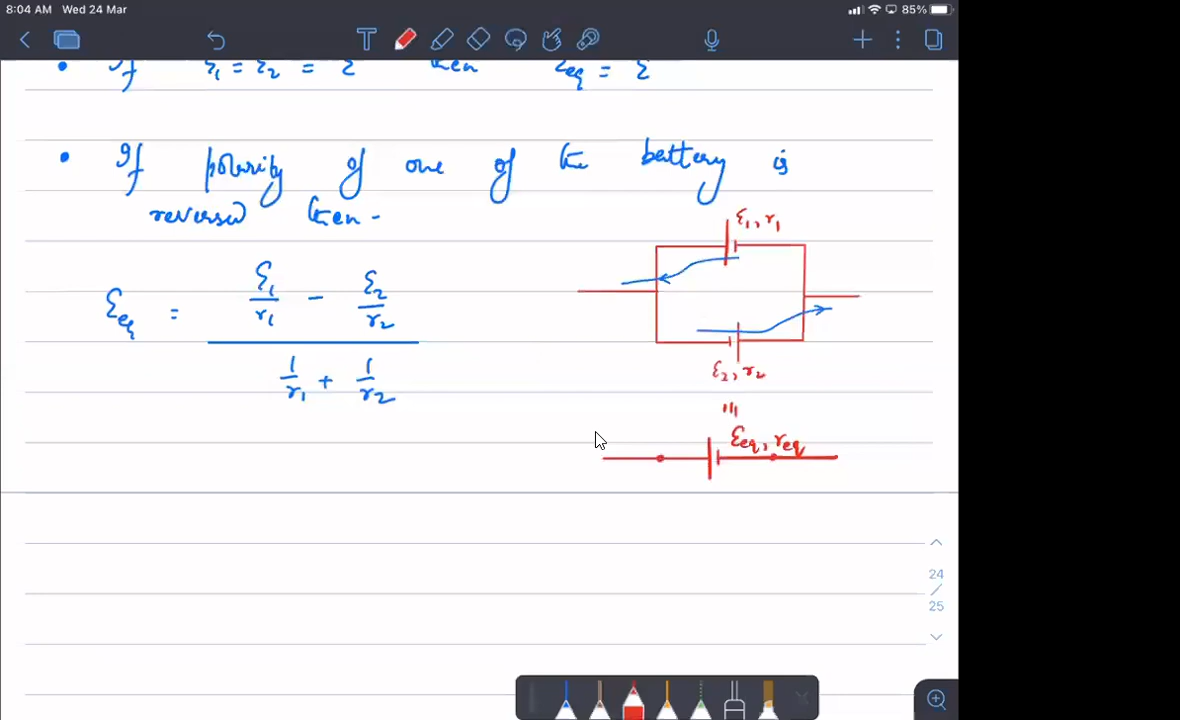 8:04 AM Wed 24 Mar
85%
• If ε₁ = ε₂ = ε then ε_eq = ε
• If polarity of one of the battery is
reversed then -
ε₁, r₁
ε_eq = (ε₁/r₁ - ε₂/r₂) / (1/r₁ + 1/r₂)
ε₂, r₂
ε_eq, r_eq
24
/
25